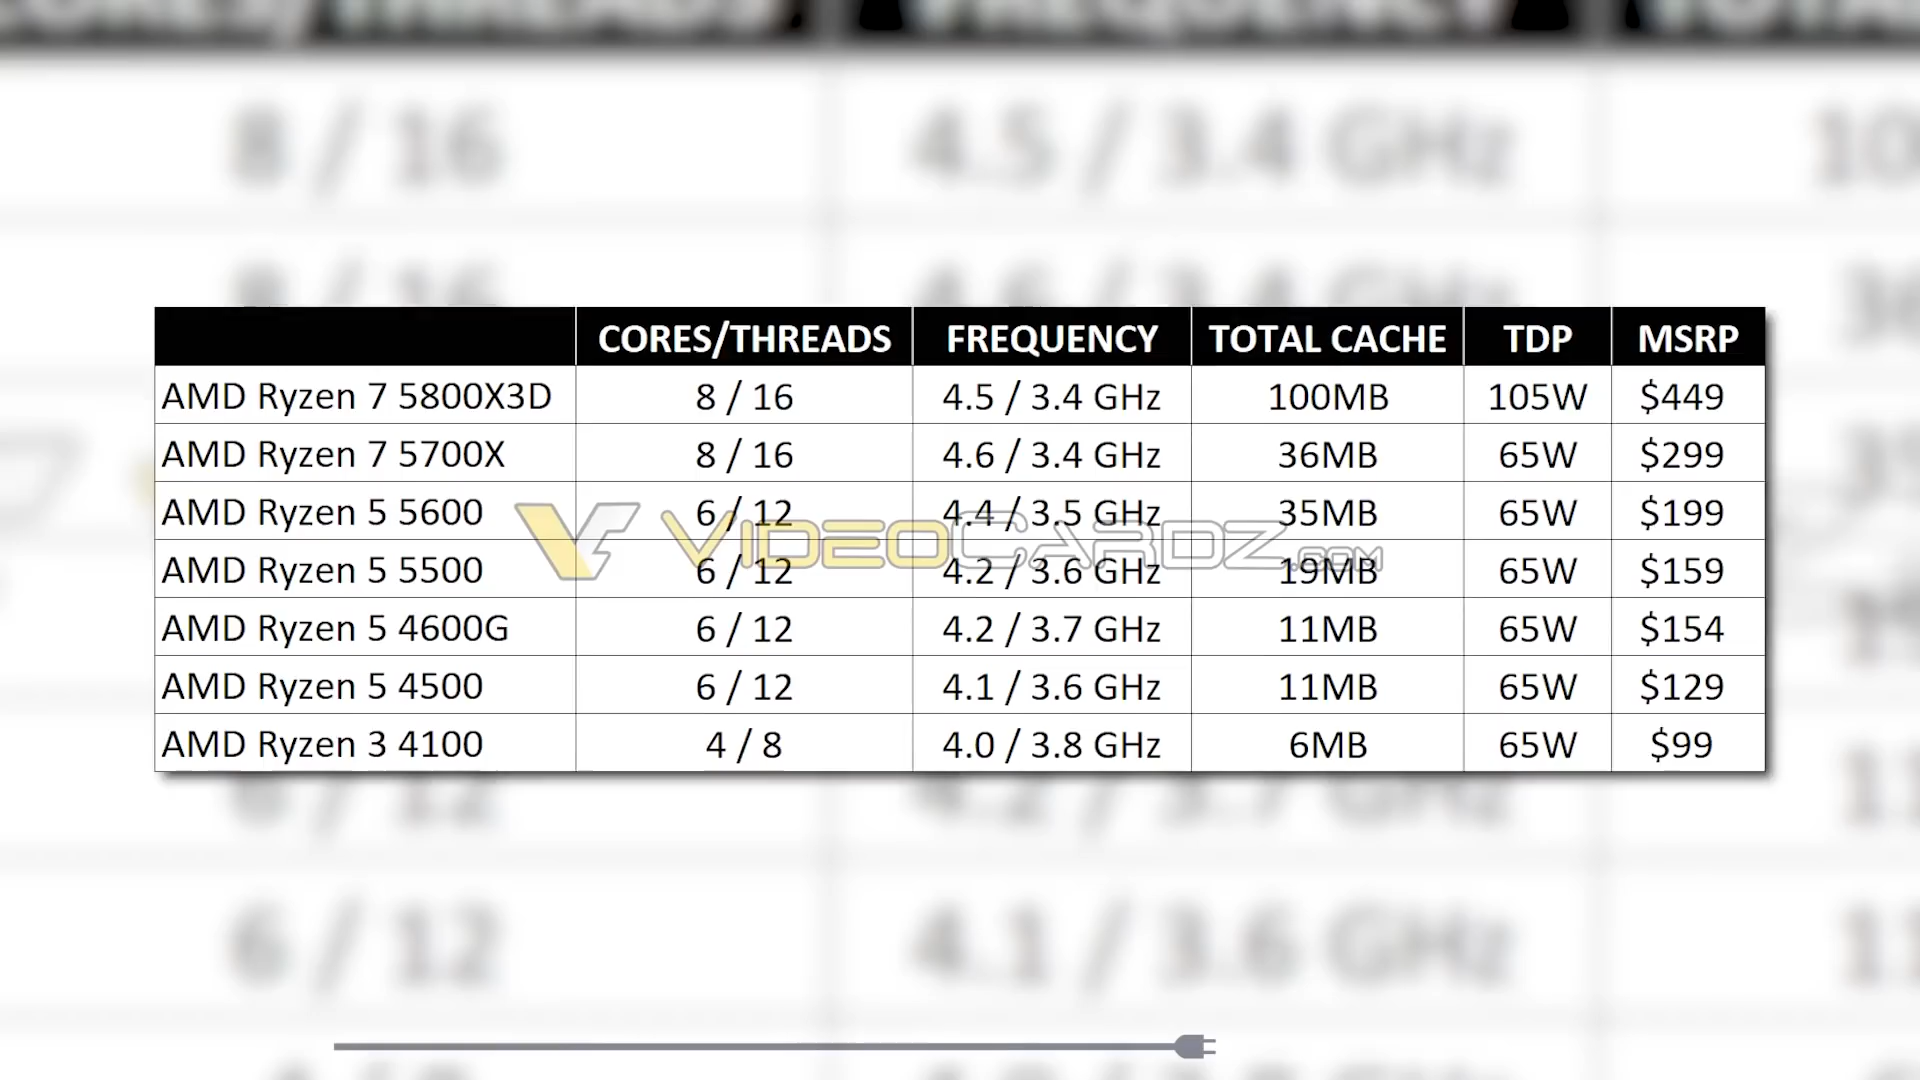 CORES/THREADS FREQUENCY TOTAL CACHE TDP MSRP
AMD Ryzen 7 5800X3D 8 / 16 4.5 / 3.4 GHz 100MB 105W $449
AMD Ryzen 7 5700X 8 / 16 4.6 / 3.4 GHz 36MB 65W $299
AMD Ryzen 5 5600 6 / 12 4.4 / 3.5 GHz 35MB 65W $199
VIDEOCARDZ.COM
AMD Ryzen 5 5500 6 / 12 4.2 / 3.6 GHz 19MB 65W $159
AMD Ryzen 5 4600G 6 / 12 4.2 / 3.7 GHz 11MB 65W $154
AMD Ryzen 5 4500 6 / 12 4.1 / 3.6 GHz 11MB 65W $129
AMD Ryzen 3 4100 4 / 8 4.0 / 3.8 GHz 6MB 65W $99